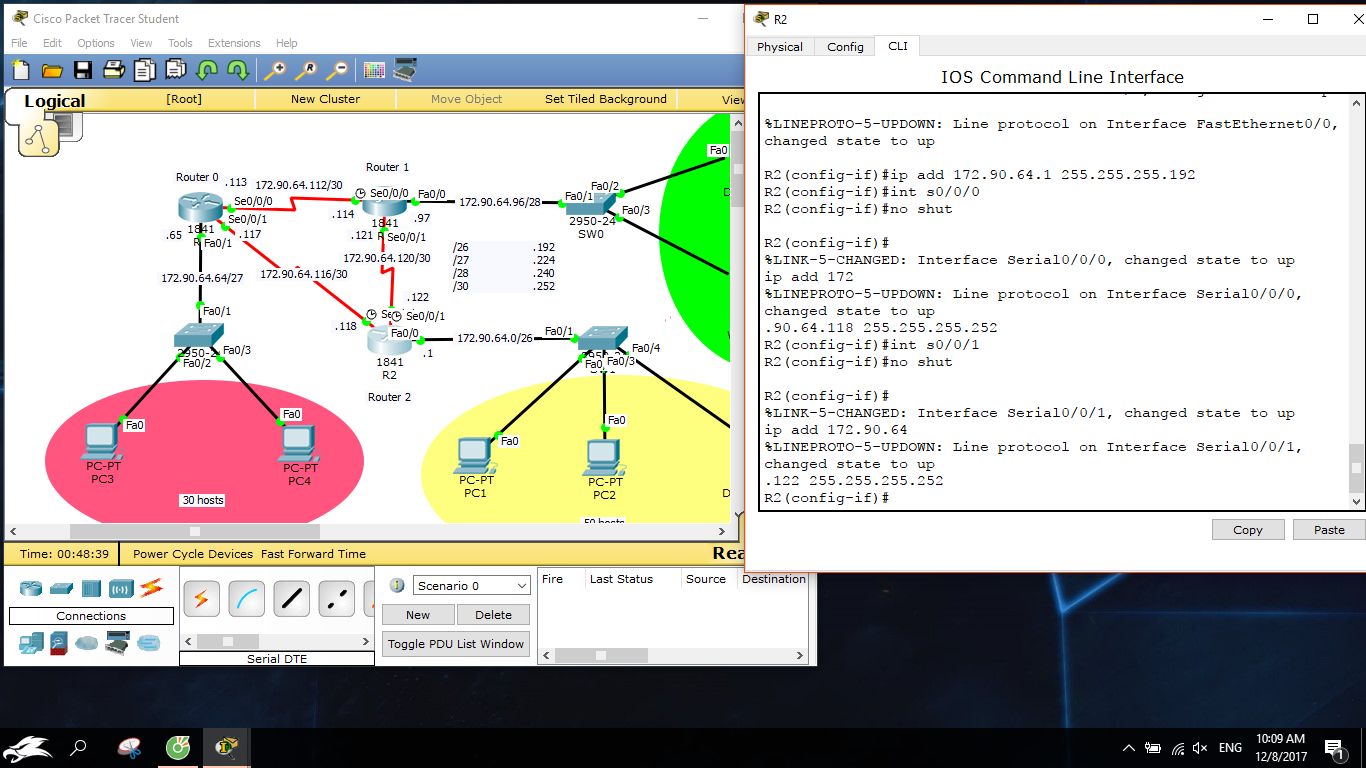 Cisco Packet Tracer Student
File Edit Options View Tools Extensions Help
Logical
[Root]
New Cluster
Move Object
Set Tiled Background
View
Router 0
.113
172.90.64.112/30
Router 1
Se0/0/0
Fa0/0
Se0/0/0
1841
Se0/0/1
.117
.65
Fa0/1
.114
1841
.97
.121
Se0/0/1
172.90.64.96/28
Fa0/1
Fa0/2
Fa0/3
2950-24
SW0
Fa0
172.90.64.120/30
/26 .192
/27 .224
/28 .240
/30 .252
172.90.64.64/27
172.90.64.116/30
.122
Se0/0/1
.118
Fa0/0
.1
1841
R2
Router 2
172.90.64.0/26
Fa0/1
Fa0/4
Fa0/3
Fa0/1
Fa0/3
Fa0/2
Fa0
Fa0
PC-PT
PC3
PC-PT
PC4
30 hosts
Fa0
Fa0
PC-PT
PC1
PC-PT
PC2
Time: 00:48:39
Power Cycle Devices Fast Forward Time
Connections
Serial DTE
Scenario 0
New
Delete
Toggle PDU List Window
Fire Last Status Source Destination
R2
Physical Config CLI
IOS Command Line Interface
%LINEPROTO-5-UPDOWN: Line protocol on Interface FastEthernet0/0,
changed state to up
R2(config-if)#ip add 172.90.64.1 255.255.255.192
R2(config-if)#int s0/0/0
R2(config-if)#no shut
R2(config-if)#
%LINK-5-CHANGED: Interface Serial0/0/0, changed state to up
ip add 172
%LINEPROTO-5-UPDOWN: Line protocol on Interface Serial0/0/0,
changed state to up
.90.64.118 255.255.255.252
R2(config-if)#int s0/0/1
R2(config-if)#no shut
R2(config-if)#
%LINK-5-CHANGED: Interface Serial0/0/1, changed state to up
ip add 172.90.64
%LINEPROTO-5-UPDOWN: Line protocol on Interface Serial0/0/1,
changed state to up
.122 255.255.255.252
R2(config-if)#
Copy
Paste
ENG
10:09 AM
12/8/2017
1